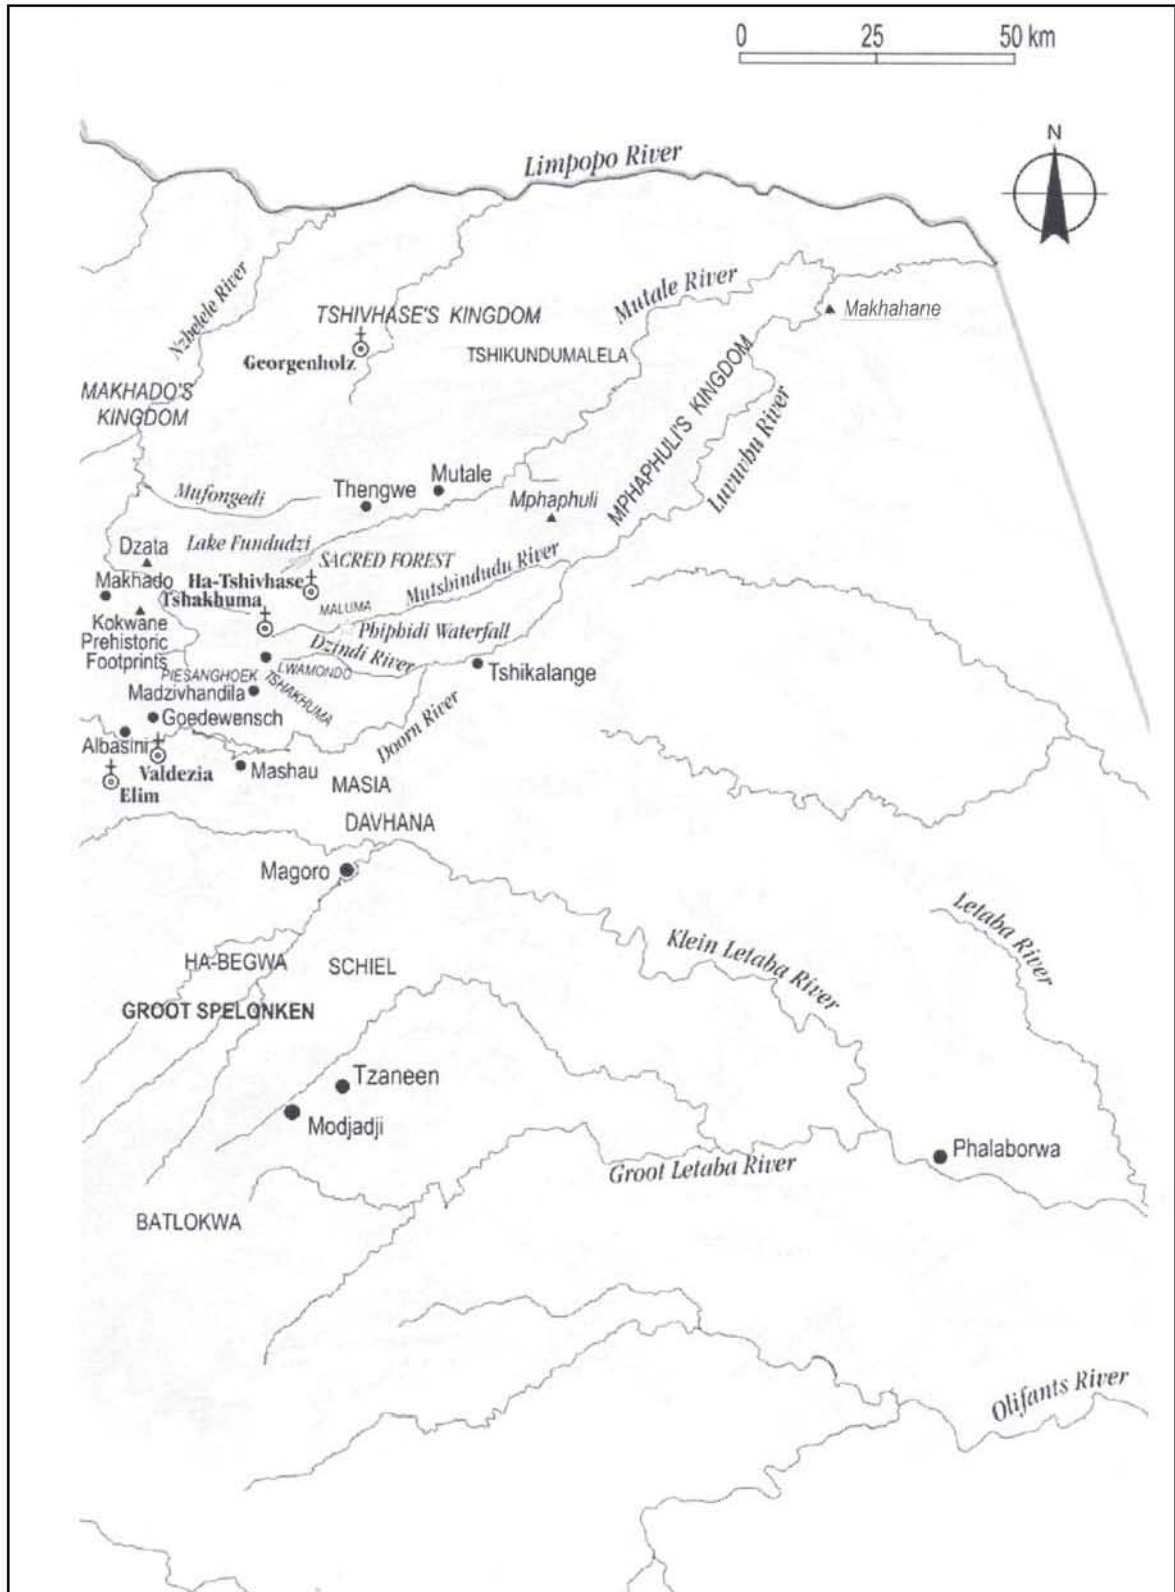 0 25 50 km
N
Limpopo River
Nzhelele River
TSHIVHASE'S KINGDOM
Georgenholz
Mutale River
Makhahane
TSHIKUNDUMALELA
MAKHADO'S
KINGDOM
MPHAPHULI'S KINGDOM
Luvuvhu River
Mufongedi
Thengwe
Mutale
Mphaphuli
Dzata
Lake Fundudzi
SACRED FOREST
Makhado
Ha-Tshivhase
Tshakhuma
MALUMA
Mutshindudu River
Kokwane
Prehistoric
Footprints
Phiphidi Waterfall
Dzindi River
LWAMONDO
PIESANGHOEK
TSHAKHUMA
Tshikalange
Madzivhandila
Goedewensch
Doorn River
Albasini
Valdezia
Elim
Mashau
MASIA
DAVHANA
Magoro
Klein Letaba River
Letaba River
HA-BEGWA
SCHIEL
GROOT SPELONKEN
Tzaneen
Modjadji
Phalaborwa
Groot Letaba River
BATLOKWA
Olifants River